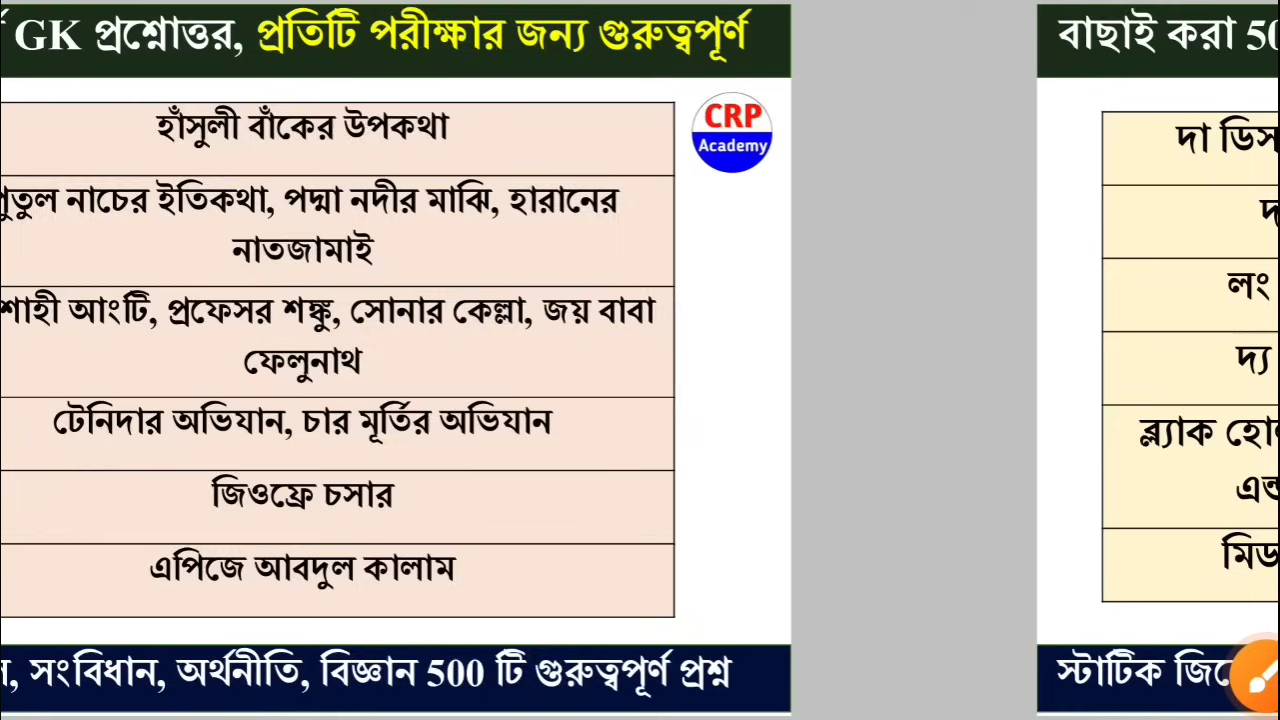 GK প্রশ্নোত্তর, প্রতিটি পরীক্ষার জন্য গুরুত্বপূর্ণ
হাঁসুলী বাঁকের উপকথা
পুতুল নাচের ইতিকথা, পদ্মা নদীর মাঝি, হারানের
নাতজামাই
শাহী আংটি, প্রফেসর শঙ্কু, সোনার কেল্লা, জয় বাবা
ফেলুনাথ
টেনিদার অভিযান, চার মূর্তির অভিযান
জিওফ্রে চসার
এপিজে আবদুল কালাম
সংবিধান, অর্থনীতি, বিজ্ঞান 500 টি গুরুত্বপূর্ণ প্রশ্ন
CRP
Academy
বাছাই করা
দা
লং
দ্য
ব্ল্যাক
স্টাটিক